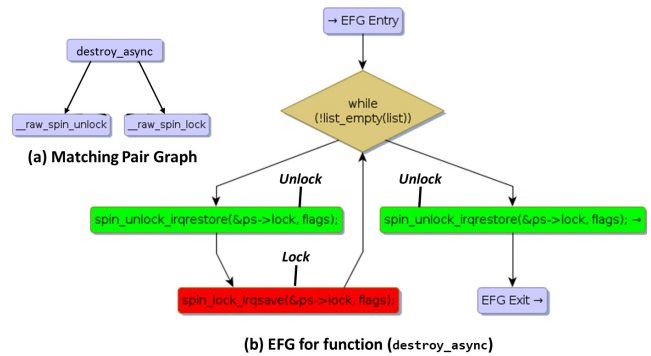 destroy_async
__raw_spin_unlock
__raw_spin_lock
(a) Matching Pair Graph
→ EFG Entry
while
(!list_empty(list))
Unlock
spin_unlock_irqrestore(&ps->lock, flags);
Unlock
spin_unlock_irqrestore(&ps->lock, flags); →
Lock
spin_lock_irqsave(&ps->lock, flags);
EFG Exit →
(b) EFG for function (destroy_async)